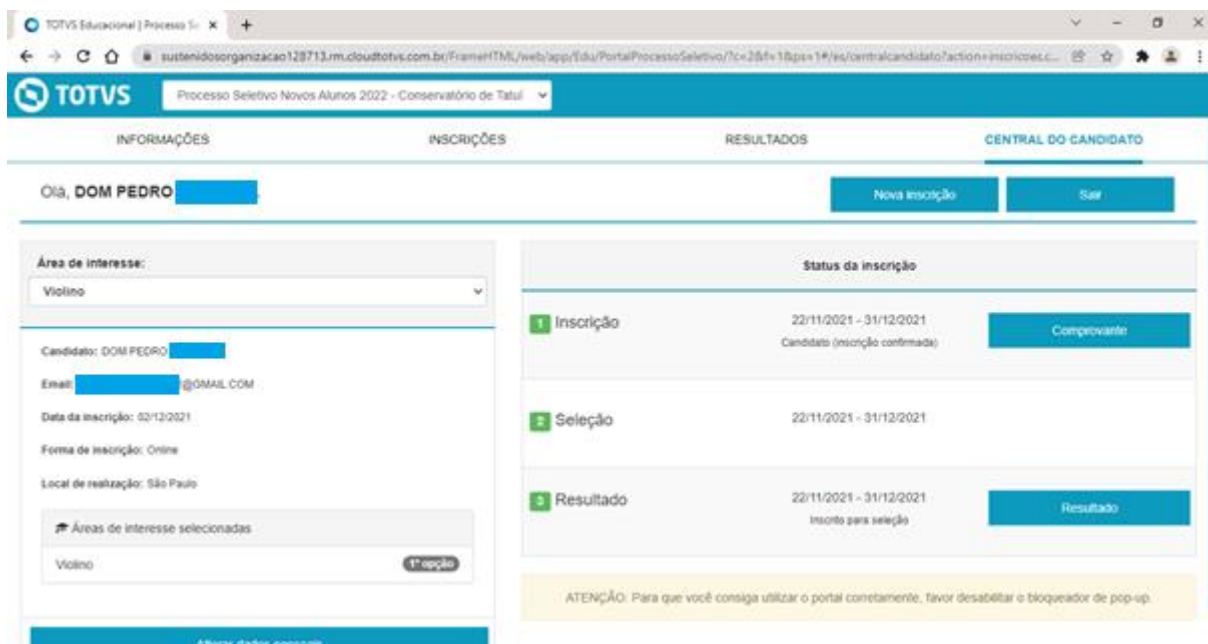 TOTVS Educacional | Processo Se
sustenidosorganizacao128713.rm.cloudtotvs.com.br/FrameHTML/web/app/Edu/PortalProcessoSeletivo/?c=2&f=1&ps=1#/es/centralcandidato?action=inscricoes.c...
TOTVS
Processo Seletivo Novos Alunos 2022 - Conservatório de Tatuí
INFORMAÇÕES INSCRIÇÕES RESULTADOS CENTRAL DO CANDIDATO
Olá, DOM PEDRO
Nova inscrição Sair
Área de interesse:
Violino
Candidato: DOM PEDRO
Email: @GMAIL.COM
Data da inscrição: 02/12/2021
Forma de inscrição: Online
Local de realização: São Paulo
Áreas de interesse selecionadas
Violino 1ª opção
Alterar dados pessoais
Status da inscrição
1 Inscrição 22/11/2021 - 31/12/2021 Comprovante
Candidato (inscrição confirmada)
2 Seleção 22/11/2021 - 31/12/2021
3 Resultado 22/11/2021 - 31/12/2021 Resultado
Inscrito para seleção
ATENÇÃO: Para que você consiga utilizar o portal corretamente, favor desabilitar o bloqueador de pop-up.